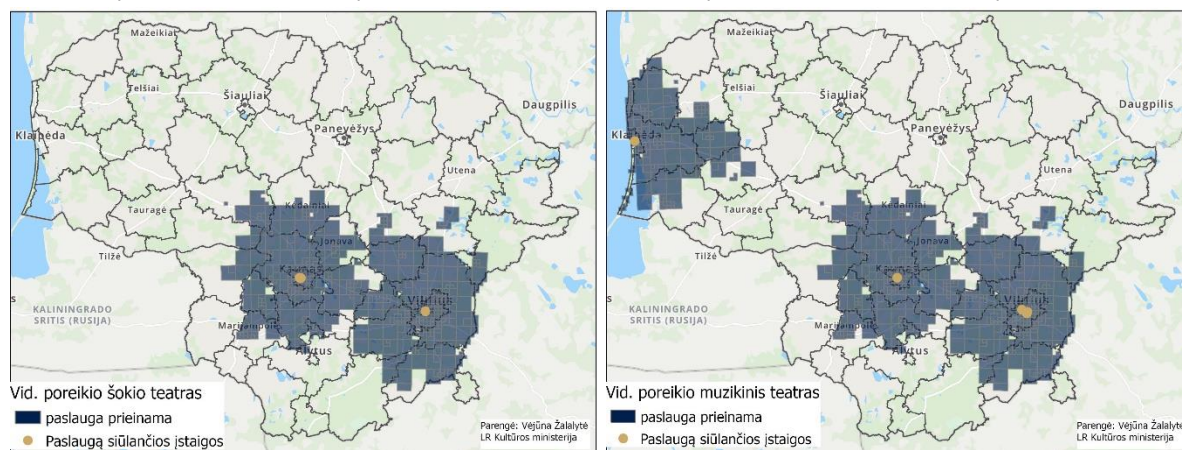 Mažeikiai
Telšiai
Šiauliai
Daugpilis
Klaipėda
Panevėžys
Utena
Tauragė
Kėdainiai
Jonava
Tilžė
Kaunas
KALININGRADO
SRITIS (RUSIJA)
Vilnius
Marijampolė
Alytus
Vid. poreikio šokio teatras
paslauga prieinama
Paslaugą siūlančios įstaigos
Parengė: Vėjūna Žalalytė
LR Kultūros ministerija
Mažeikiai
Telšiai
Šiauliai
Daugpilis
Klaipėda
Panevėžys
Utena
Tauragė
Kėdainiai
Jonava
Tilžė
Kaunas
s
KALININGRADO
SRITIS (RUSIJA)
Vilnius
Marijampolė
Alytus
Vid. poreikio muzikinis teatras
paslauga prieinama
Paslaugą siūlančios įstaigos
Parengė: Vėjūna Žalalytė
LR Kultūros ministerija